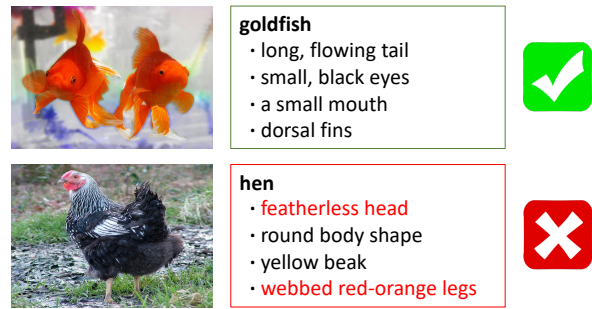 goldfish
· long, flowing tail
· small, black eyes
· a small mouth
· dorsal fins
hen
· featherless head
· round body shape
· yellow beak
· webbed red-orange legs